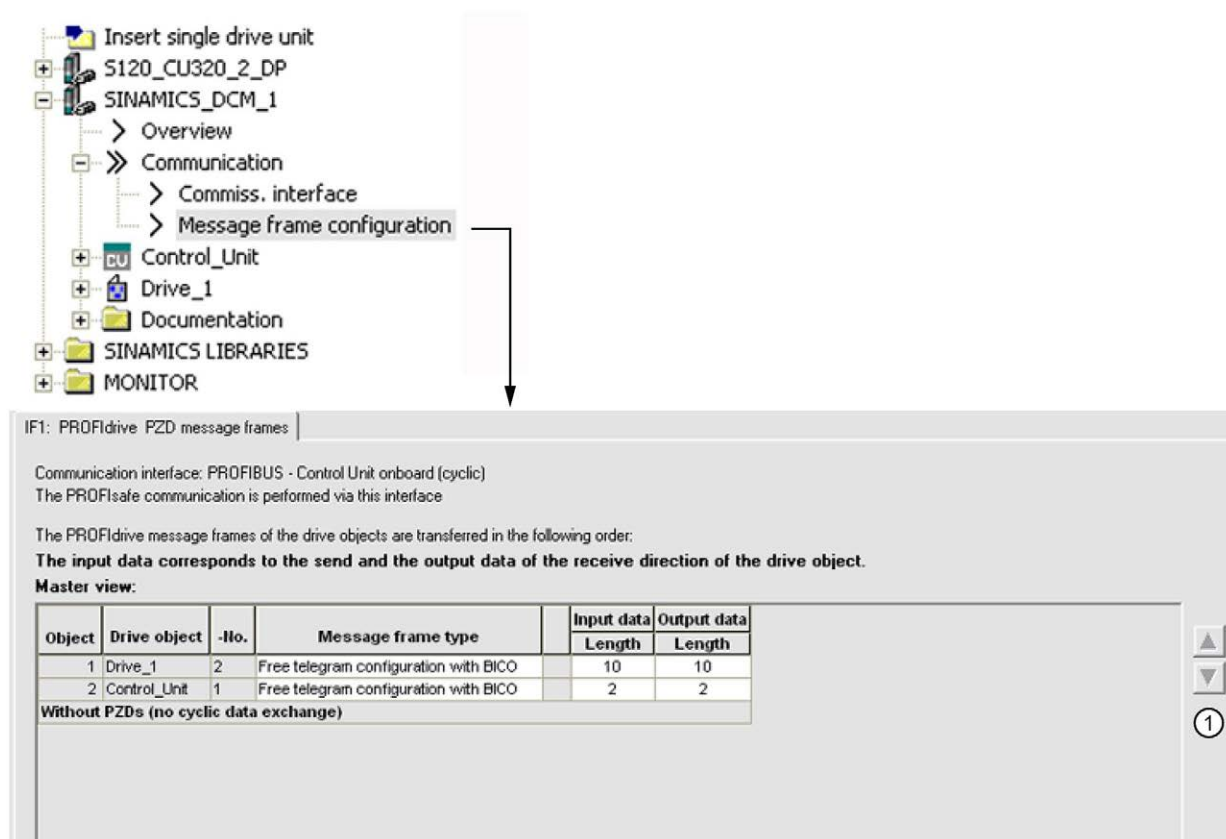 Insert single drive unit
S120_CU320_2_DP
SINAMICS_DCM_1
Overview
Communication
Commiss. interface
Message frame configuration
CU Control_Unit
Drive_1
Documentation
SINAMICS LIBRARIES
MONITOR
IF1: PROFIdrive PZD message frames
Communication interface: PROFIBUS - Control Unit onboard (cyclic)
The PROFIsafe communication is performed via this interface
The PROFIdrive message frames of the drive objects are transferred in the following order:
The input data corresponds to the send and the output data of the receive direction of the drive object.
Master view:
Object Drive object -No. Message frame type Input data Output data
Length Length
1 Drive_1 2 Free telegram configuration with BICO 10 10
2 Control_Unit 1 Free telegram configuration with BICO 2 2
Without PZDs (no cyclic data exchange)
1